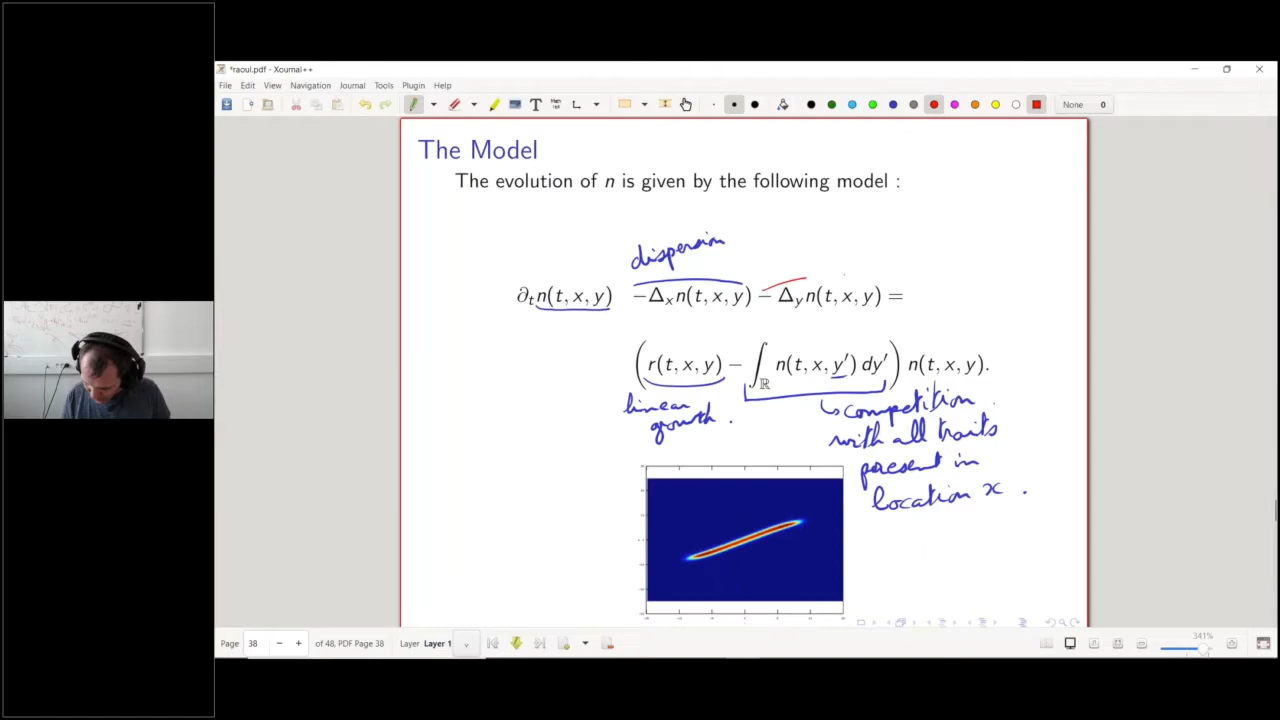 *raoul.pdf - Xournal++
File Edit View Navigation Journal Tools Plugin Help
None 0
The Model
The evolution of n is given by the following model :
dispersion
∂ₜn(t, x, y) −Δₓn(t, x, y) − Δᵧn(t, x, y) =
(r(t, x, y) − ∫_ℝ n(t, x, y′) dy′) n(t, x, y).
linear
growth.
↳ competition
with all traits
present in
location x.
Page 38 of 48, PDF Page 38 Layer Layer 1
341%